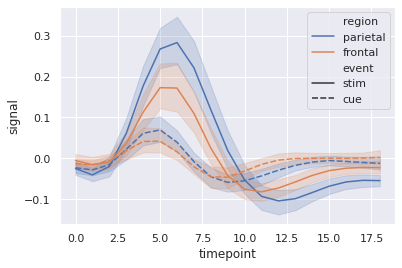 region
parietal
frontal
event
stim
cue
signal
0.3
0.2
0.1
0.0
−0.1
0.0 2.5 5.0 7.5 10.0 12.5 15.0 17.5
timepoint